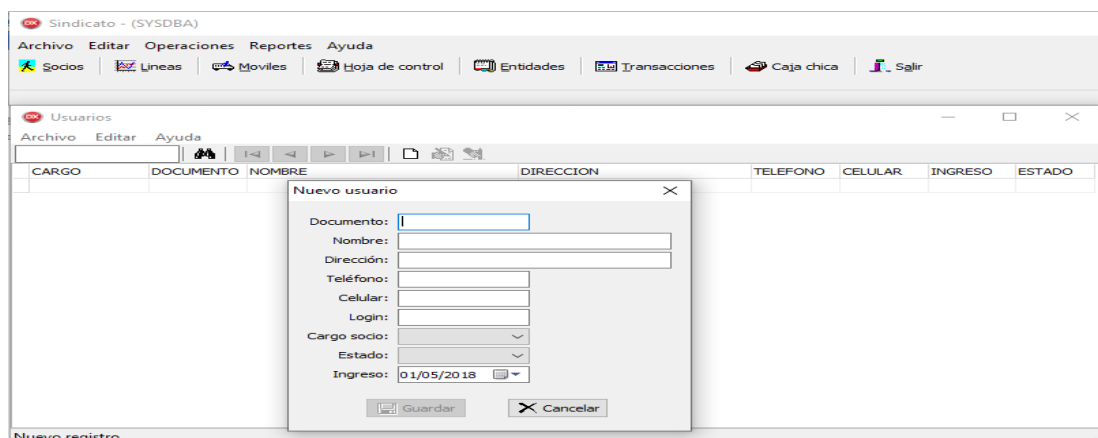 Sindicato - (SYSDBA)
Archivo Editar Operaciones Reportes Ayuda
Socios Lineas Moviles Hoja de control Entidades Transacciones Caja chica Salir
Usuarios
Archivo Editar Ayuda
CARGO DOCUMENTO NOMBRE DIRECCION TELEFONO CELULAR INGRESO ESTADO
Nuevo usuario
Documento:
Nombre:
Dirección:
Teléfono:
Celular:
Login:
Cargo socio:
Estado:
Ingreso: 01/05/2018
Guardar Cancelar
Nuevo registro